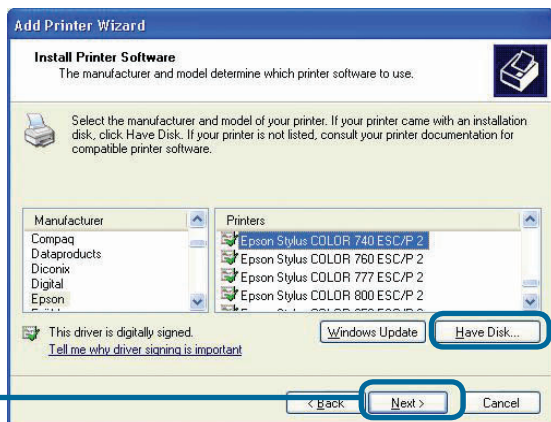 Add Printer Wizard
Install Printer Software
The manufacturer and model determine which printer software to use.
Select the manufacturer and model of your printer. If your printer came with an installation
disk, click Have Disk. If your printer is not listed, consult your printer documentation for
compatible printer software.
Manufacturer
Compaq
Dataproducts
Diconix
Digital
Epson
Printers
Epson Stylus COLOR 740 ESC/P 2
Epson Stylus COLOR 760 ESC/P 2
Epson Stylus COLOR 777 ESC/P 2
Epson Stylus COLOR 800 ESC/P 2
This driver is digitally signed.
Tell me why driver signing is important
Windows Update
Have Disk...
< Back
Next >
Cancel